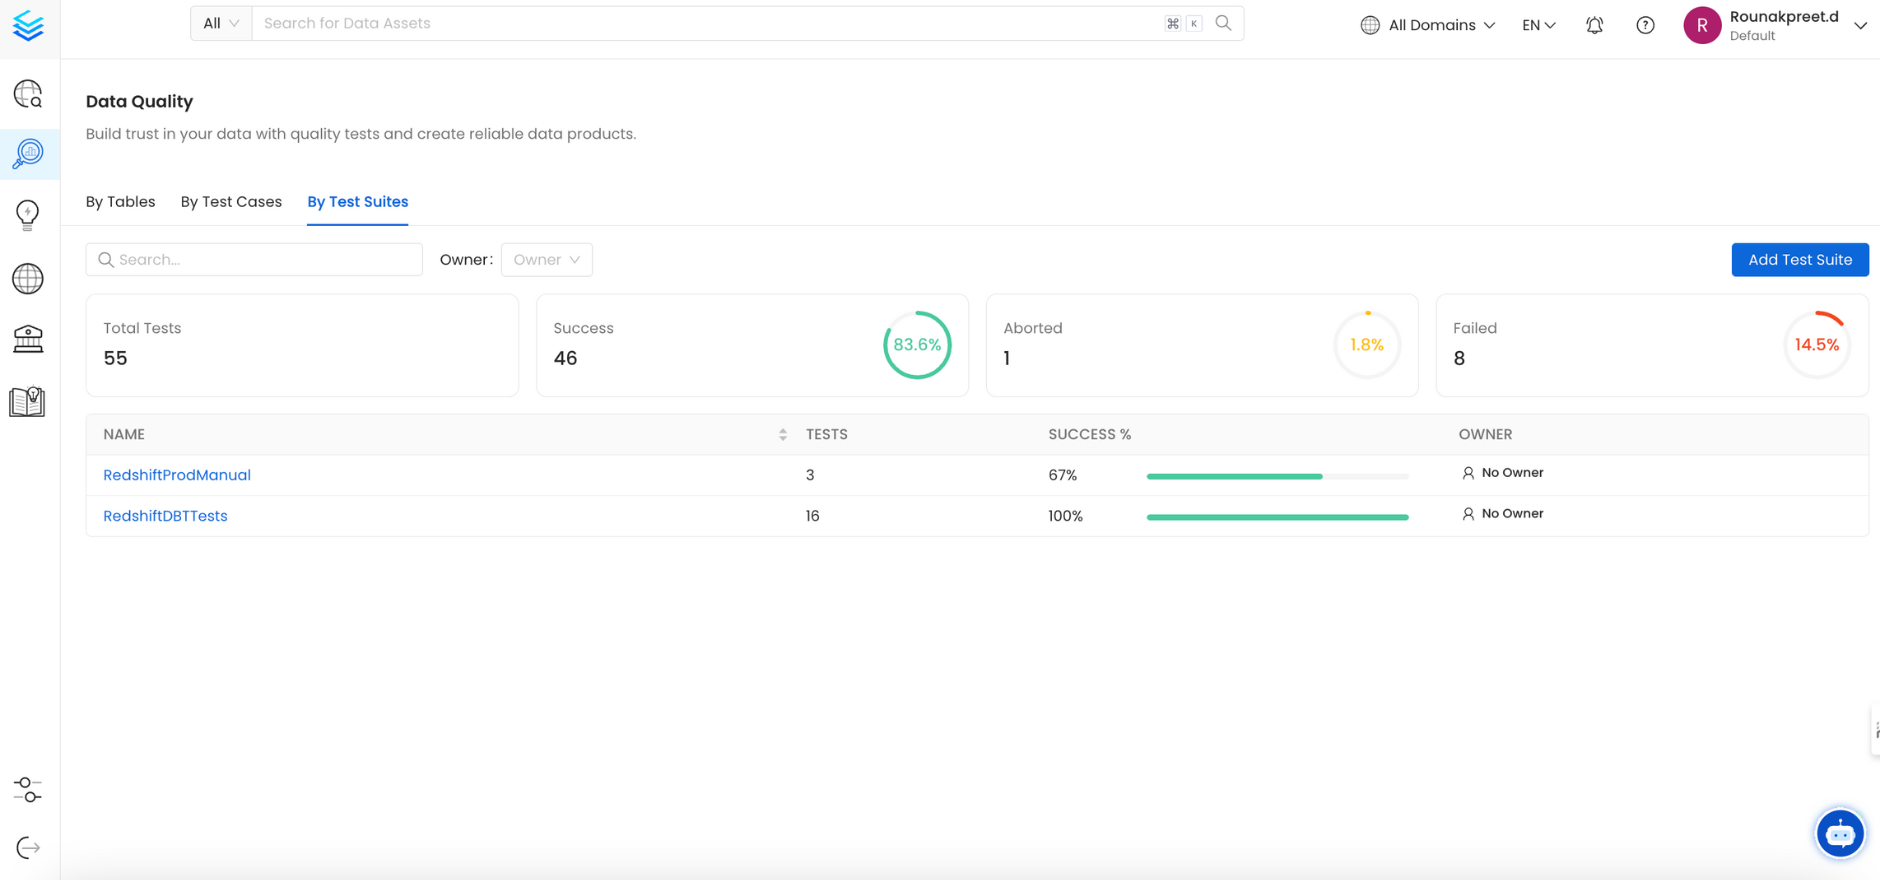 All Search for Data Assets ⌘ K All Domains EN Rounakpreet.d
R Default
Data Quality
Build trust in your data with quality tests and create reliable data products.
By Tables By Test Cases By Test Suites
Search... Owner: Owner Add Test Suite
Total Tests Success Aborted Failed
55 46 83.6% 1 1.8% 8 14.5%
NAME TESTS SUCCESS % OWNER
RedshiftProdManual 3 67% No Owner
RedshiftDBTTests 16 100% No Owner